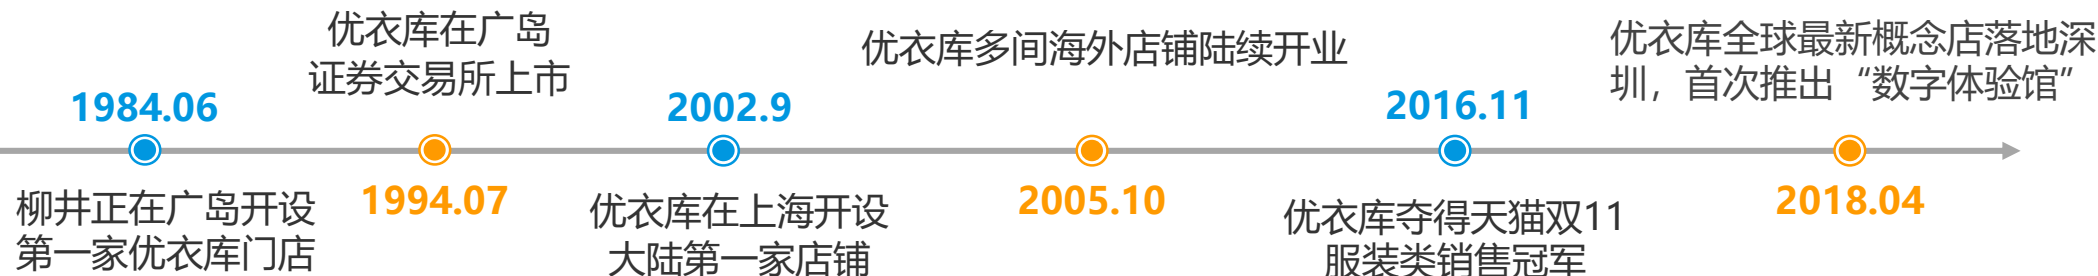 1984.06
柳井正在广岛开设
第一家优衣库门店
优衣库在广岛
证券交易所上市
1994.07
2002.9
优衣库在上海开设
大陆第一家店铺
优衣库多间海外店铺陆续开业
2005.10
2016.11
优衣库夺得天猫双11
服装类销售冠军
优衣库全球最新概念店落地深
圳，首次推出“数字体验馆”
2018.04